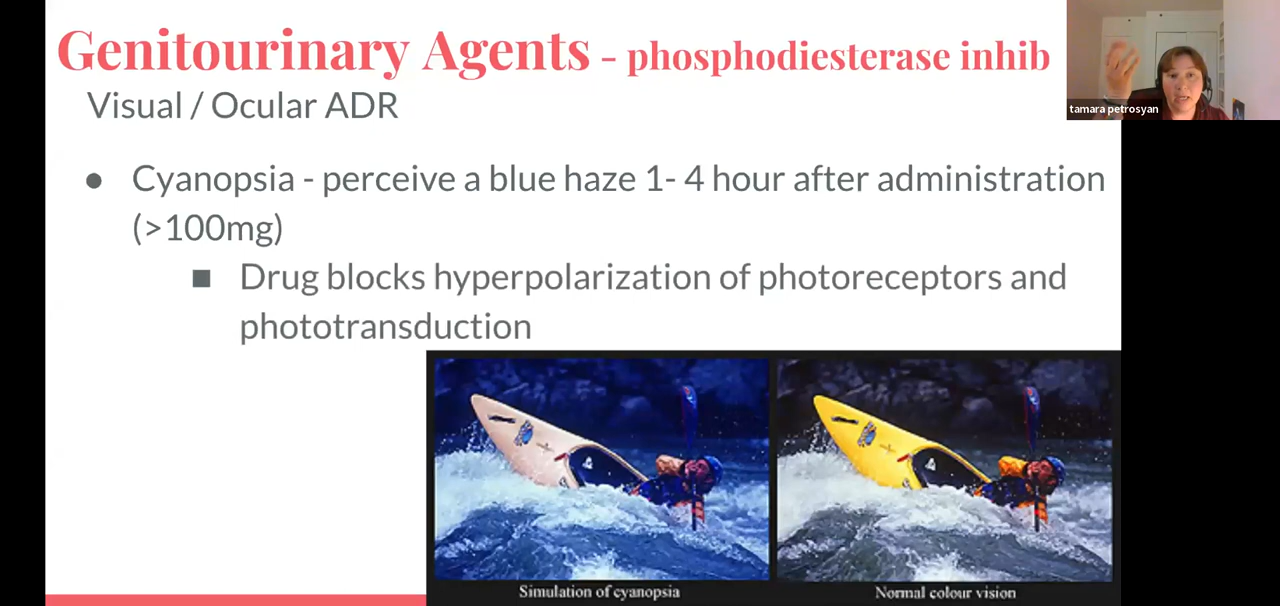 Genitourinary Agents - phosphodiesterase inhib
Visual / Ocular ADR
tamara petrosyan
● Cyanopsia - perceive a blue haze 1- 4 hour after administration
(>100mg)
■ Drug blocks hyperpolarization of photoreceptors and
phototransduction
Simulation of cyanopsia
Normal colour vision